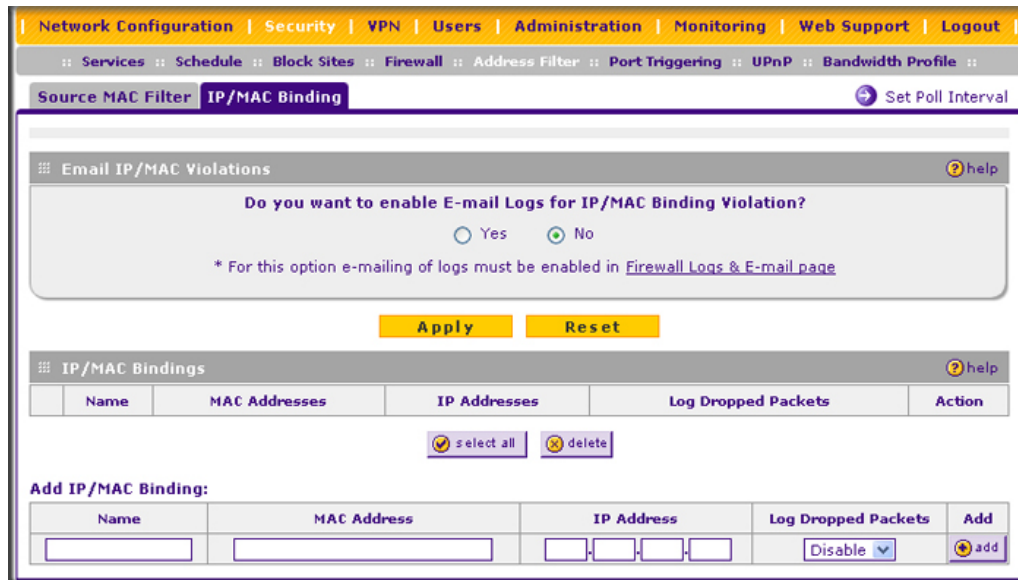 | Network Configuration | Security | VPN | Users | Administration | Monitoring | Web Support | Logout |
:: Services :: Schedule :: Block Sites :: Firewall :: Address Filter :: Port Triggering :: UPnP :: Bandwidth Profile ::
Source MAC Filter IP/MAC Binding Set Poll Interval
Email IP/MAC Violations ? help
Do you want to enable E-mail Logs for IP/MAC Binding Violation?
Yes No
* For this option e-mailing of logs must be enabled in Firewall Logs & E-mail page
Apply Reset
IP/MAC Bindings ? help
Name MAC Addresses IP Addresses Log Dropped Packets Action
select all delete
Add IP/MAC Binding:
Name MAC Address IP Address Log Dropped Packets Add
. . . Disable add